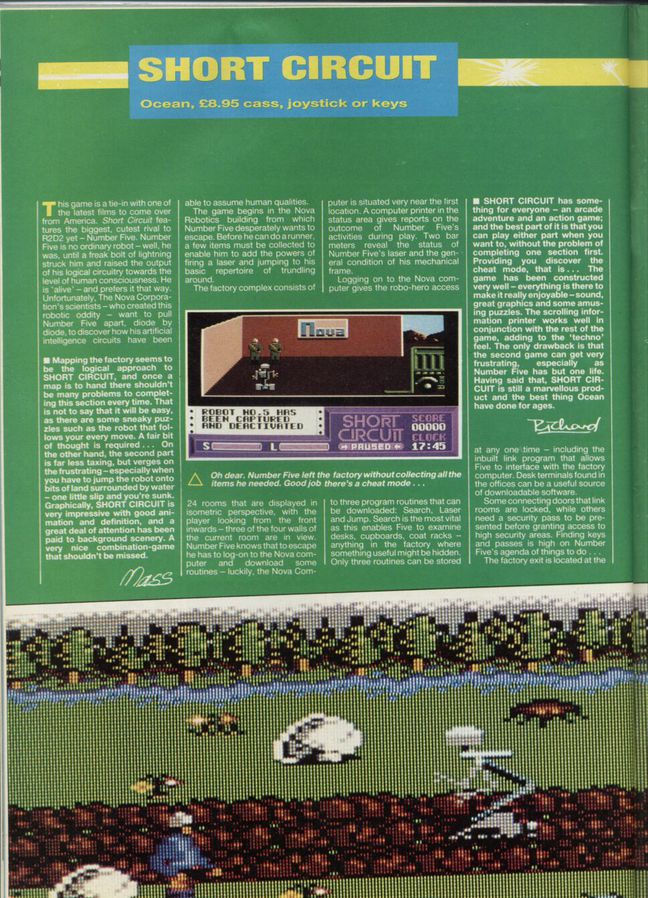 SHORT CIRCUIT
Ocean, £8.95 cass, joystick or keys
This game is a tie-in with one of
the latest films to come over
from America. Short Circuit fea-
tures the biggest, cutest rival to
R2D2 yet – Number Five. Number
Five is no ordinary robot – well, he
was, until a freak bolt of lightning
struck him and raised the output
of his logical circuitry towards the
level of human consciousness. He
is 'alive' – and prefers it that way.
Unfortunately, The Nova Corpora-
tion's scientists – who created this
robotic oddity – want to pull
Number Five apart, diode by
diode, to discover how his artificial
intelligence circuits have been
■ Mapping the factory seems to
be the logical approach to
SHORT CIRCUIT, and once a
map is to hand there shouldn't
be many problems to complet-
ing this section every time. That
is not to say that it will be easy,
as there are some sneaky puz-
zles such as the robot that fol-
lows your every move. A fair bit
of thought is required . . . On
the other hand, the second part
is far less taxing, but verges on
the frustrating – especially when
you have to jump the robot onto
bits of land surrounded by water
– one little slip and you're sunk.
Graphically, SHORT CIRCUIT is
very impressive with good ani-
mation and definition, and a
great deal of attention has been
paid to background scenery. A
very nice combination-game
that shouldn't be missed.
Mass
able to assume human qualities.
The game begins in the Nova
Robotics building from which
Number Five desperately wants to
escape. Before he can do a runner,
a few items must be collected to
enable him to add the powers of
firing a laser and jumping to his
basic repertoire of trundling
around.
The factory complex consists of
puter is situated very near the first
location. A computer printer in the
status area gives reports on the
outcome of Number Five's
activities during play. Two bar
meters reveal the status of
Number Five's laser and the gen-
eral condition of his mechanical
frame.
Logging on to the Nova com-
puter gives the robo-hero access
Nova
ROBOT NO.5 HAS
BEEN CAPTURED
AND DEACTIVATED
S
L
SHORT
CIRCUIT
PAUSED
SCORE
00000
CLOCK
17:45
Oh dear. Number Five left the factory without collecting all the
items he needed. Good job there's a cheat mode . . .
24 rooms that are displayed in
isometric perspective, with the
player looking from the front
inwards – three of the four walls of
the current room are in view.
Number Five knows that to escape
he has to log-on to the Nova com-
puter and download some
routines – luckily, the Nova Com-
to three program routines that can
be downloaded: Search, Laser
and Jump. Search is the most vital
as this enables Five to examine
desks, cupboards, coat racks –
anything in the factory where
something useful might be hidden.
Only three routines can be stored
■ SHORT CIRCUIT has some-
thing for everyone – an arcade
adventure and an action game;
and the best part of it is that you
can play either part when you
want to, without the problem of
completing one section first.
Providing you discover the
cheat mode, that is . . . The
game has been constructed
very well – everything is there to
make it really enjoyable – sound,
great graphics and some amus-
ing puzzles. The scrolling infor-
mation printer works well in
conjunction with the rest of the
game, adding to the 'techno'
feel. The only drawback is that
the second game can get very
frustrating, especially as
Number Five has but one life.
Having said that, SHORT CIR-
CUIT is still a marvellous prod-
uct and the best thing Ocean
have done for ages.
Richard
at any one time – including the
inbuilt link program that allows
Five to interface with the factory
computer. Desk terminals found in
the offices can be a useful source
of downloadable software.
Some connecting doors that link
rooms are locked, while others
need a security pass to be pre-
sented before granting access to
high security areas. Finding keys
and passes is high on Number
Five's agenda of things to do . . .
The factory exit is located at the